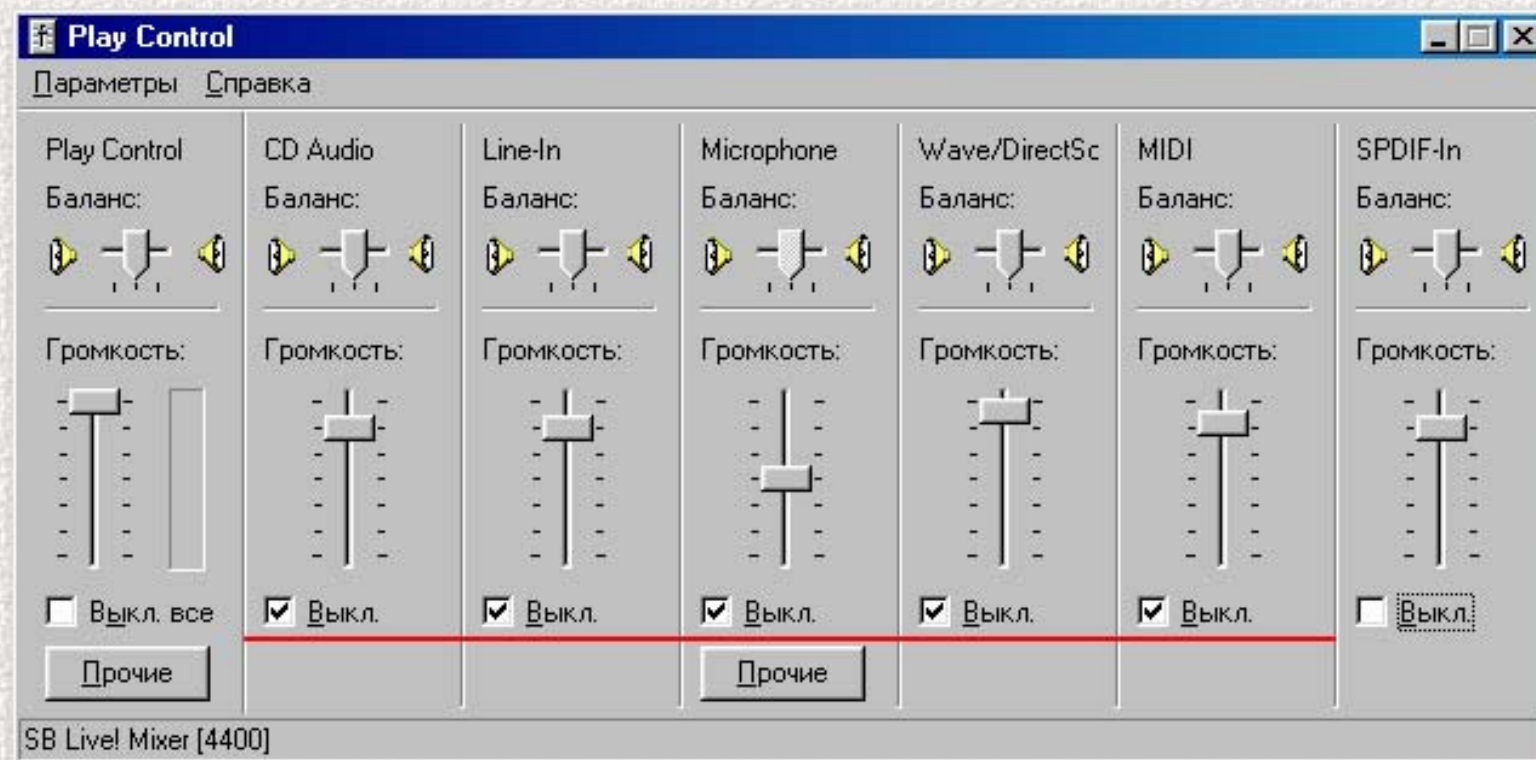 Play Control
Параметры Справка
Play Control CD Audio Line-In Microphone Wave/DirectSc MIDI SPDIF-In
Баланс: Баланс: Баланс: Баланс: Баланс: Баланс: Баланс:
Громкость: Громкость: Громкость: Громкость: Громкость: Громкость: Громкость:
Выкл. все Выкл. Выкл. Выкл. Выкл. Выкл. Выкл.
Прочие Прочие
SB Live! Mixer [4400]